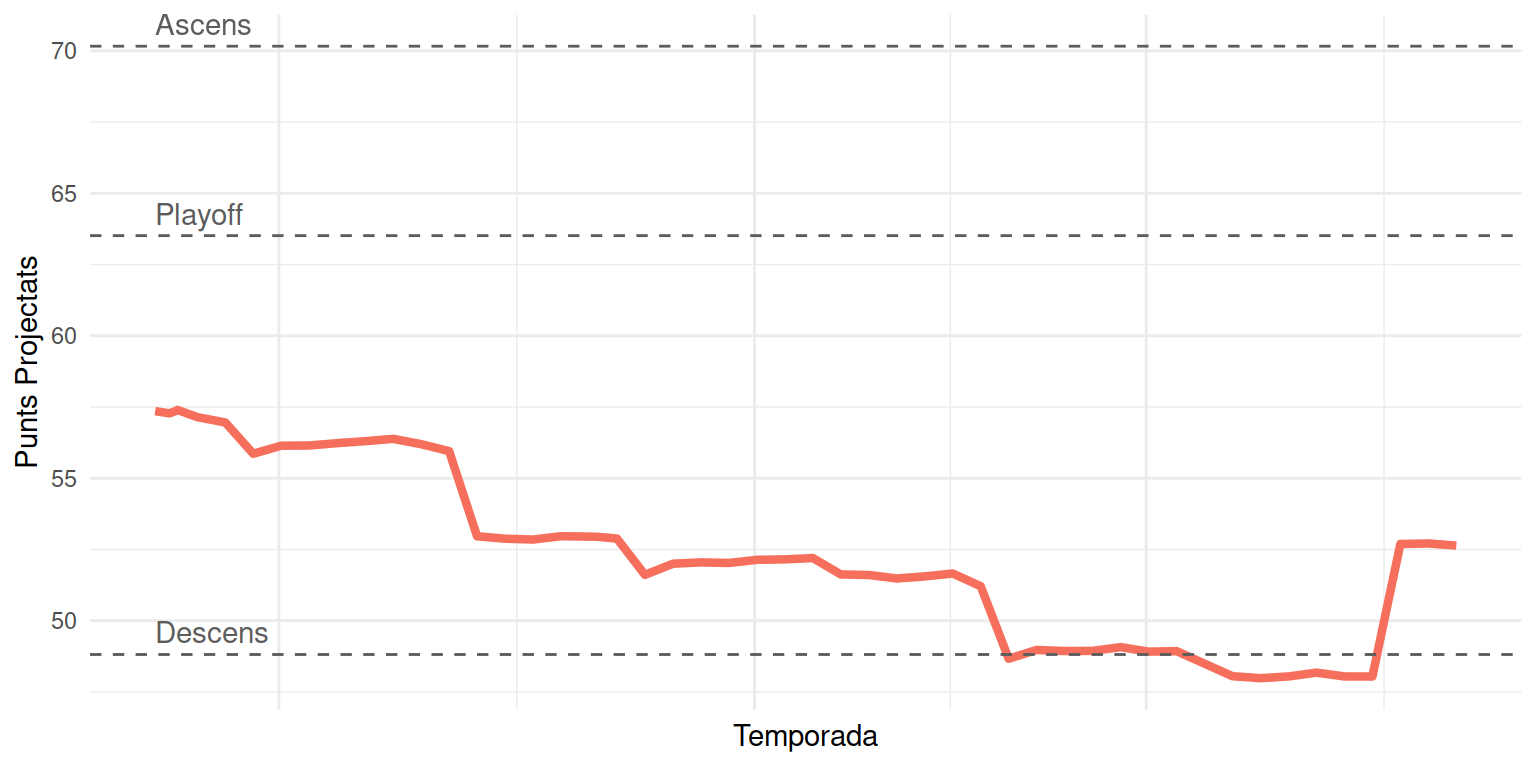 Ascens
70
65
Playoff
60
55
50
Descens
Punts Projectats
Temporada